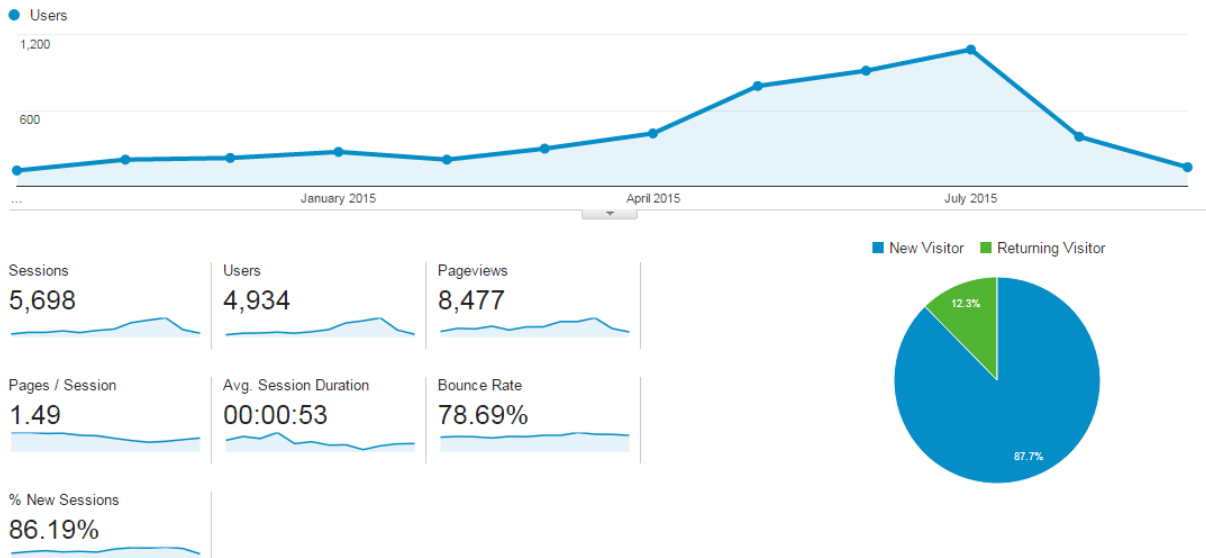 Users
1,200
600
...
January 2015
April 2015
July 2015
New Visitor
Returning Visitor
Sessions
Users
Pageviews
5,698
4,934
8,477
12.3%
Pages / Session
Avg. Session Duration
Bounce Rate
1.49
00:00:53
78.69%
87.7%
% New Sessions
86.19%